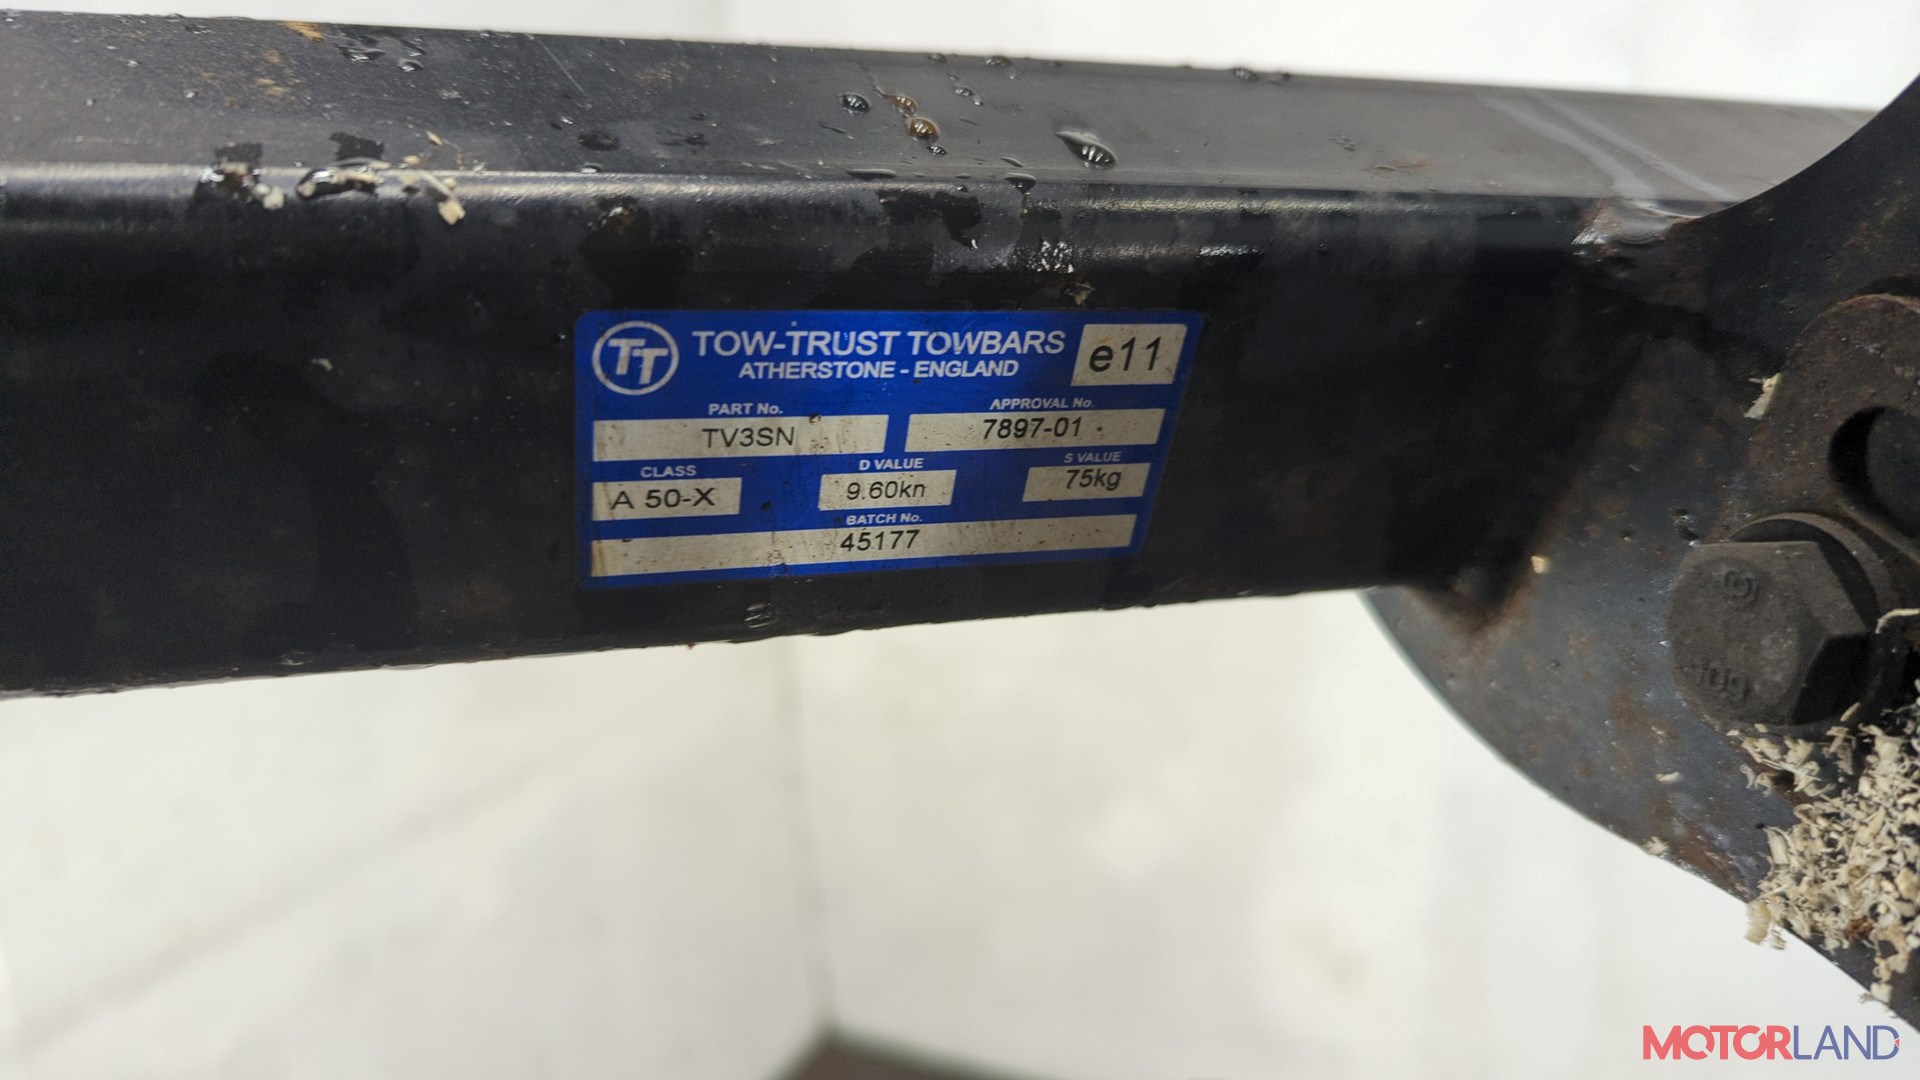 TT
TOW-TRUST TOWBARS
ATHERSTONE - ENGLAND
e11
PART No.
TV3SN
APPROVAL No.
7897-01
CLASS
A 50-X
D VALUE
9.60kn
S VALUE
75kg
BATCH No.
45177
MOTORLAND